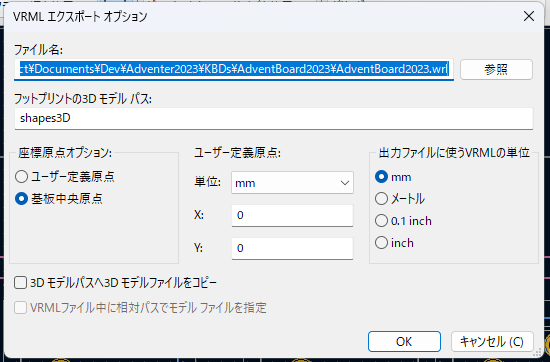 VRML エクスポート オプション
ファイル名:
ct¥Documents¥Dev¥Adventer2023¥KBDs¥AdventBoard2023¥AdventBoard2023.wrl
参照
フットプリントの3D モデル パス:
shapes3D
座標原点オプション:
ユーザー定義原点
基板中央原点
ユーザー定義原点:
単位:
mm
X:
0
Y:
0
出力ファイルに使うVRMLの単位
mm
メートル
0.1 inch
inch
3D モデルパスへ3D モデルファイルをコピー
VRMLファイル中に相対パスでモデル ファイルを指定
OK
キャンセル (C)